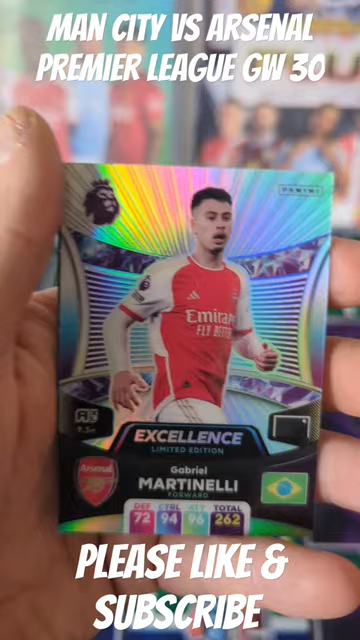 MAN CITY VS ARSENAL
PREMIER LEAGUE GW 30
PANINI
Emirates
FLY BETTER
EXCELLENCE
LIMITED EDITION
Gabriel
MARTINELLI
FORWARD
Arsenal
DEF CTRL ATT TOTAL
72 94 96 262
PLEASE LIKE &
SUBSCRIBE